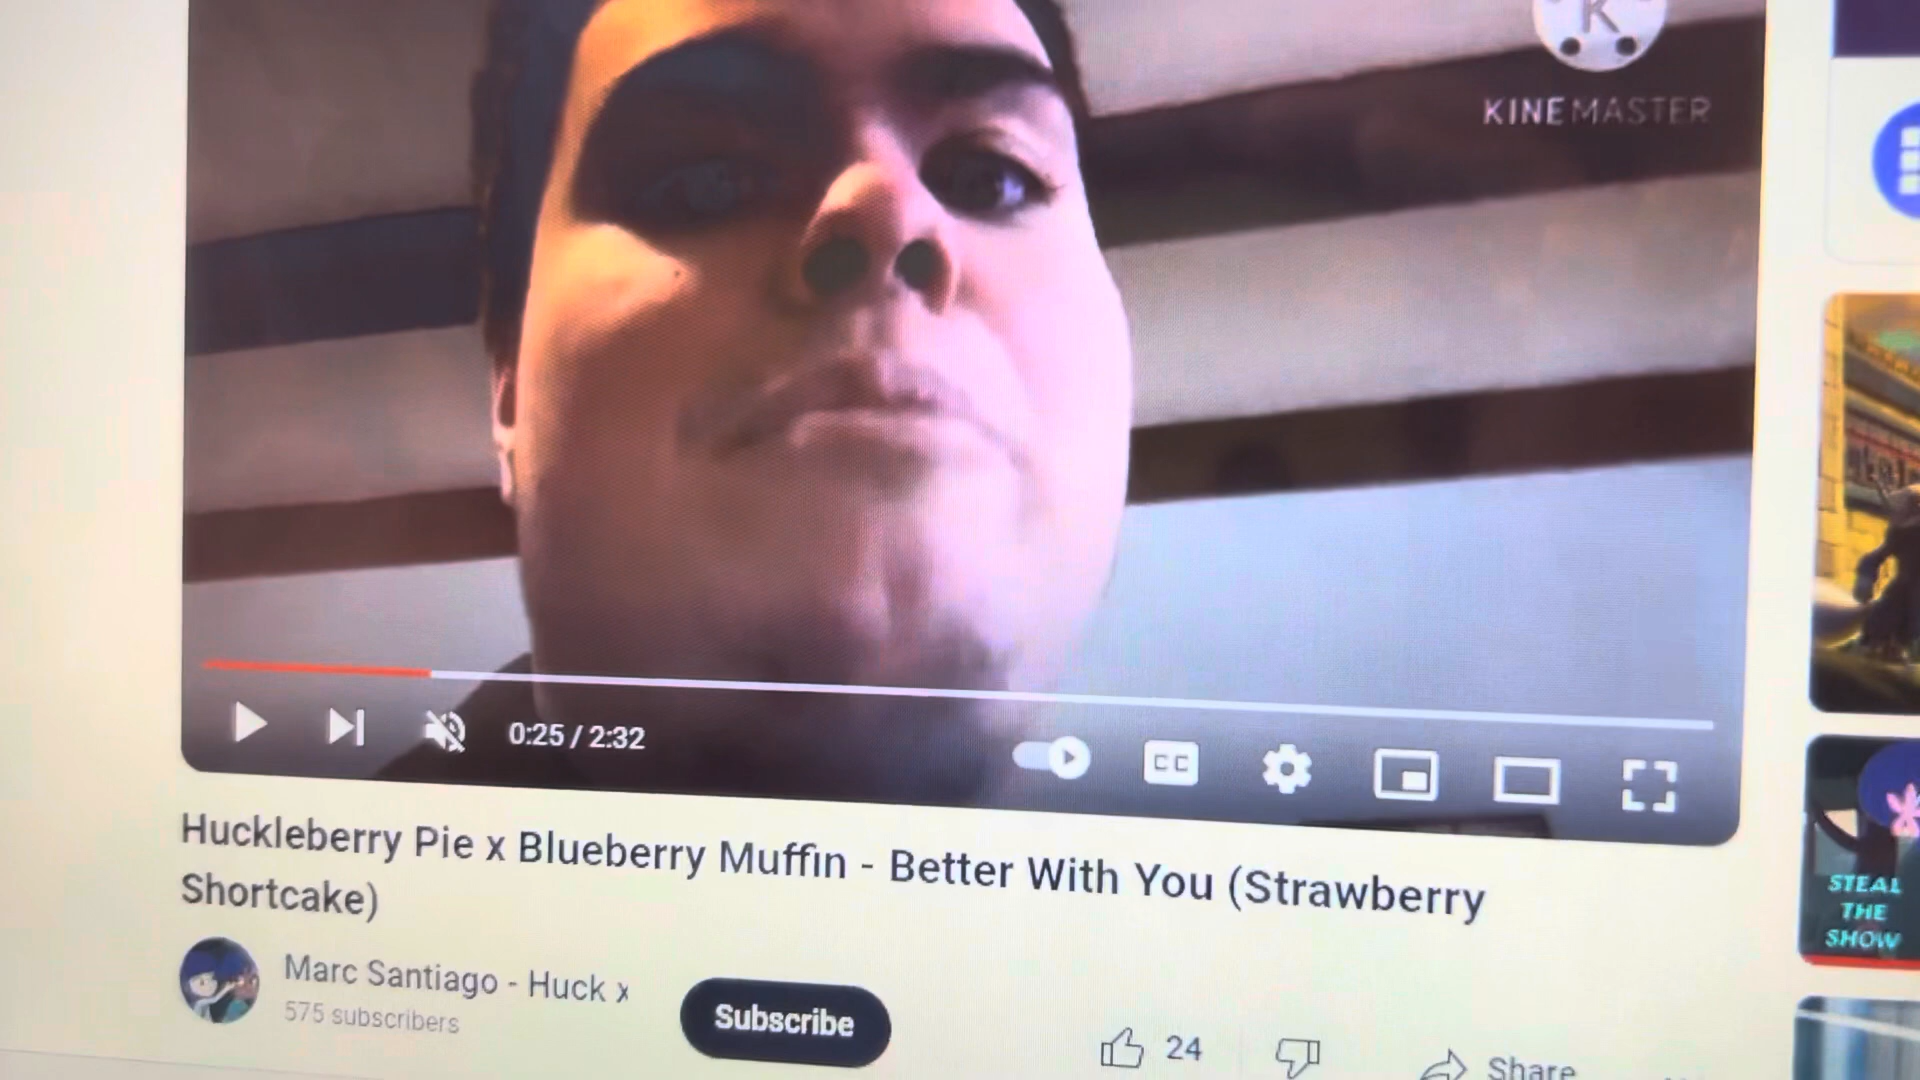 K
KINEMASTER
0:25 / 2:32
CC
Huckleberry Pie x Blueberry Muffin - Better With You (Strawberry
Shortcake)
Marc Santiago - Huck x
575 subscribers
Subscribe
24
Share
STEAL
THE
SHOW